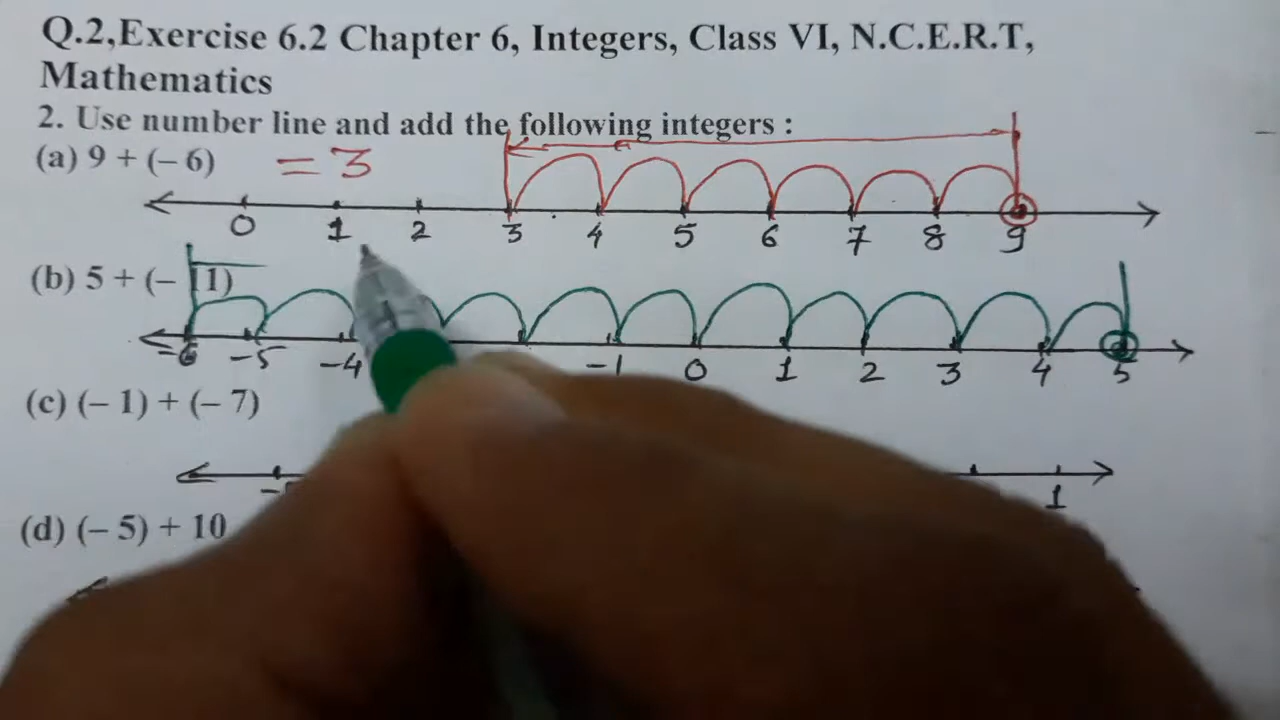 Q.2,Exercise 6.2 Chapter 6, Integers, Class VI, N.C.E.R.T,
Mathematics
2. Use number line and add the following integers :
(a) 9 + (– 6) = 3
0 1 2 3 4 5 6 7 8 9
(b) 5 + (– 11)
-6 -5 -4 -1 0 1 2 3 4 5
(c) (– 1) + (– 7)
1
(d) (– 5) + 10